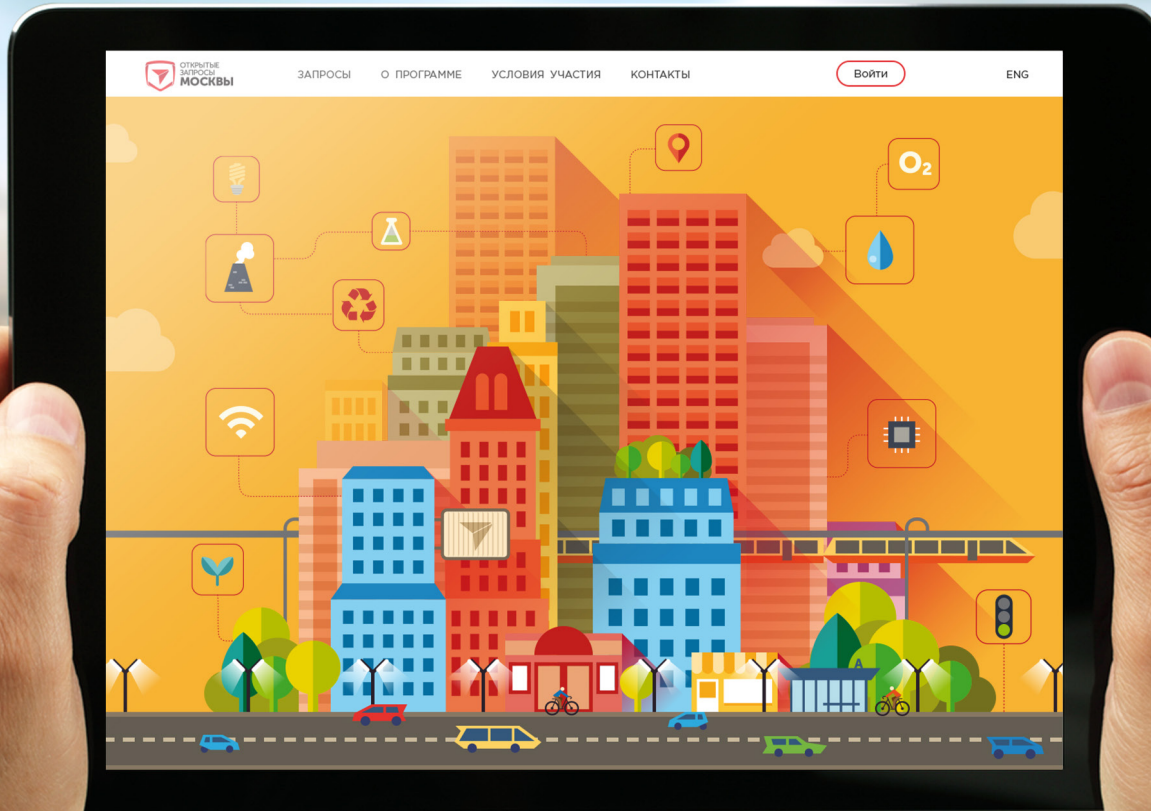 ОТКРЫТЫЕ
ЗАПРОСЫ
МОСКВЫ
ЗАПРОСЫ О ПРОГРАММЕ УСЛОВИЯ УЧАСТИЯ КОНТАКТЫ Войти ENG
O2
A